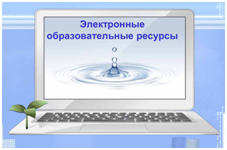 Электронные
образовательные ресурсы